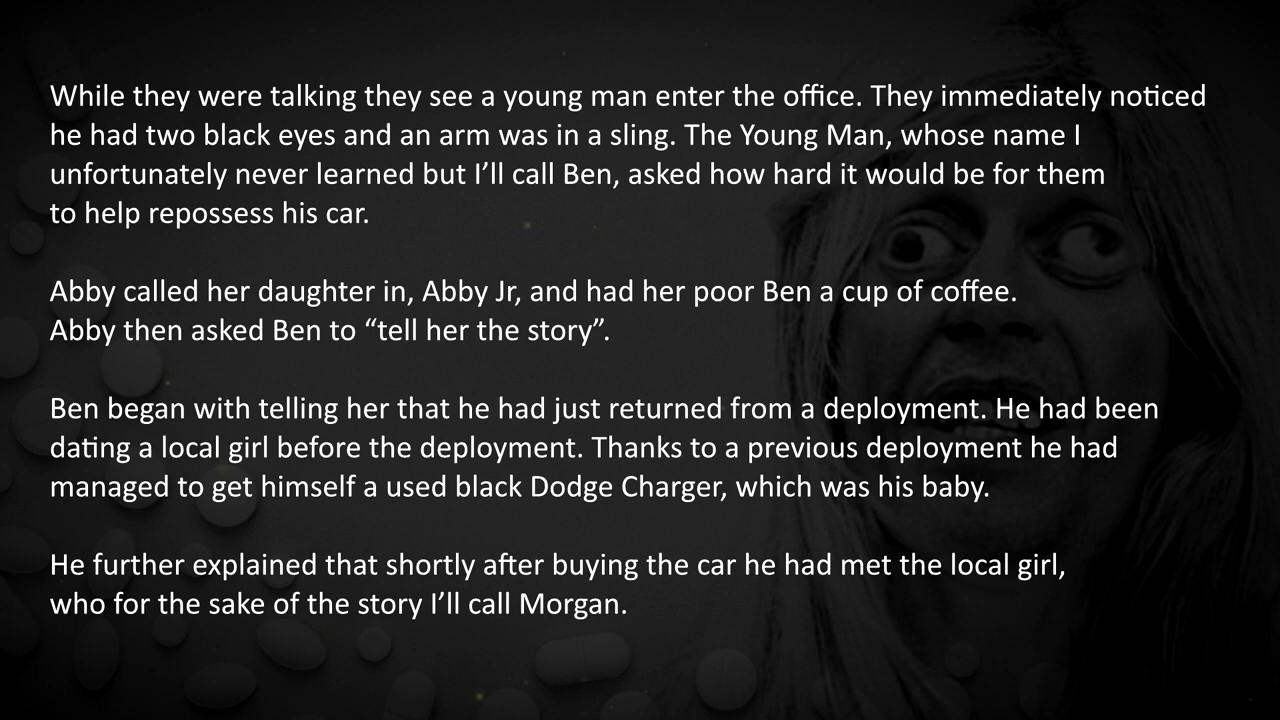 While they were talking they see a young man enter the office. They immediately noticed
he had two black eyes and an arm was in a sling. The Young Man, whose name I
unfortunately never learned but I’ll call Ben, asked how hard it would be for them
to help repossess his car.
Abby called her daughter in, Abby Jr, and had her poor Ben a cup of coffee.
Abby then asked Ben to “tell her the story”.
Ben began with telling her that he had just returned from a deployment. He had been
dating a local girl before the deployment. Thanks to a previous deployment he had
managed to get himself a used black Dodge Charger, which was his baby.
He further explained that shortly after buying the car he had met the local girl,
who for the sake of the story I’ll call Morgan.